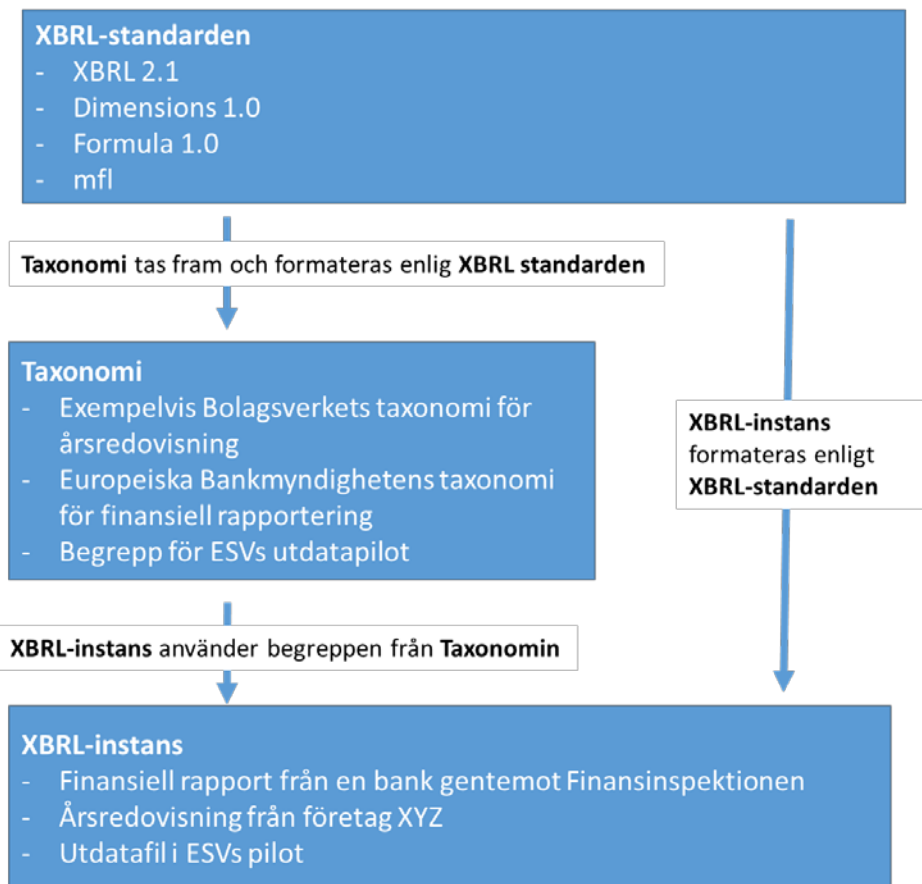 XBRL-standarden
- XBRL 2.1
- Dimensions 1.0
- Formula 1.0
- mfl
Taxonomi tas fram och formateras enlig XBRL standarden
Taxonomi
- Exempelvis Bolagsverkets taxonomi för
årsredovisning
- Europeiska Bankmyndighetens taxonomi
för finansiell rapportering
- Begrepp för ESVs utdatapilot
XBRL-instans
formateras enligt
XBRL-standarden
XBRL-instans använder begreppen från Taxonomin
XBRL-instans
- Finansiell rapport från en bank gentemot Finansinspektionen
- Årsredovisning från företag XYZ
- Utdatafil i ESVs pilot